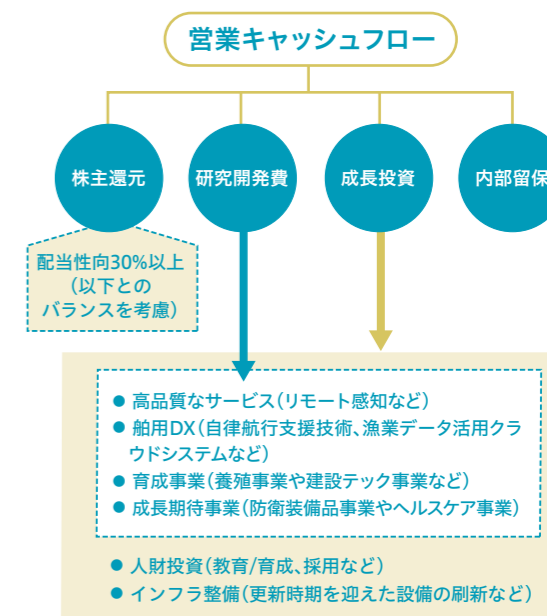 営業キャッシュフロー
株主還元
研究開発費
成長投資
内部留保
配当性向30%以上
（以下との
バランスを考慮）
● 高品質なサービス（リモート感知など）
● 舶用DX（自律航行支援技術、漁業データ活用クラ
ウドシステムなど）
● 育成事業（養殖事業や建設テック事業など）
● 成長期待事業（防衛装備品事業やヘルスケア事業）
● 人財投資（教育/育成、採用など）
● インフラ整備（更新時期を迎えた設備の刷新など）